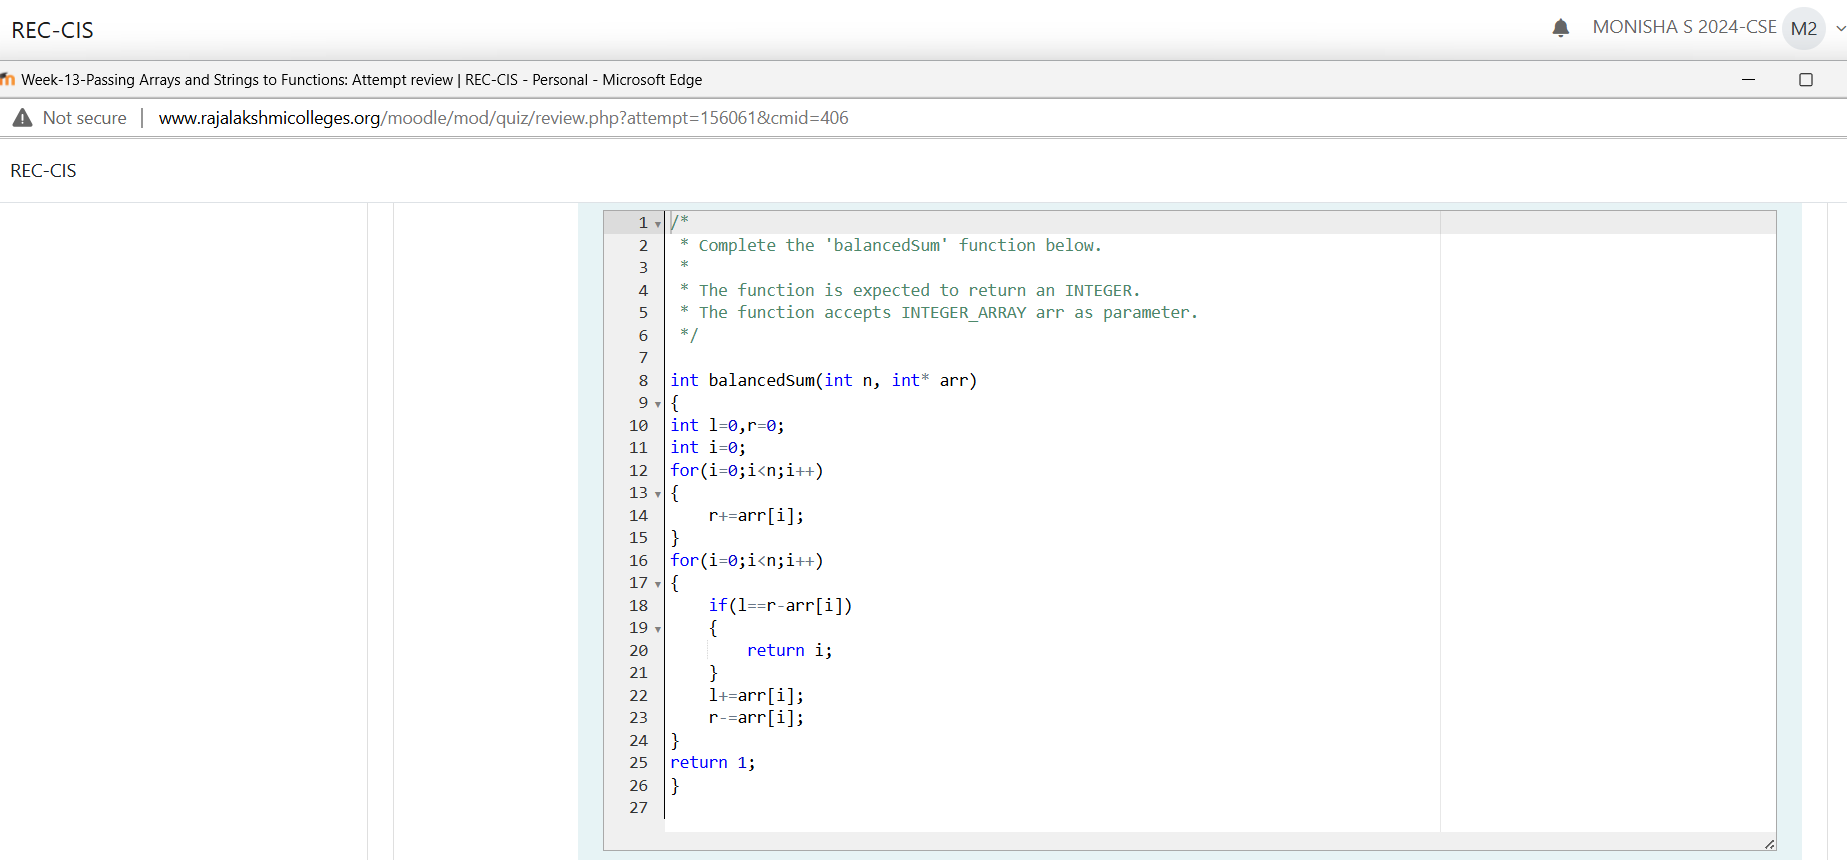 REC-CIS
MONISHA S 2024-CSE M2
Week-13-Passing Arrays and Strings to Functions: Attempt review | REC-CIS - Personal - Microsoft Edge
Not secure | www.rajalakshmicolleges.org/moodle/mod/quiz/review.php?attempt=156061&cmid=406
REC-CIS
1 /*
2 * Complete the 'balancedSum' function below.
3 *
4 * The function is expected to return an INTEGER.
5 * The function accepts INTEGER_ARRAY arr as parameter.
6 */
7
8 int balancedSum(int n, int* arr)
9 {
10 int l=0,r=0;
11 int i=0;
12 for(i=0;i<n;i++)
13 {
14     r+=arr[i];
15 }
16 for(i=0;i<n;i++)
17 {
18     if(l==r-arr[i])
19     {
20         return i;
21     }
22     l+=arr[i];
23     r-=arr[i];
24 }
25 return 1;
26 }
27